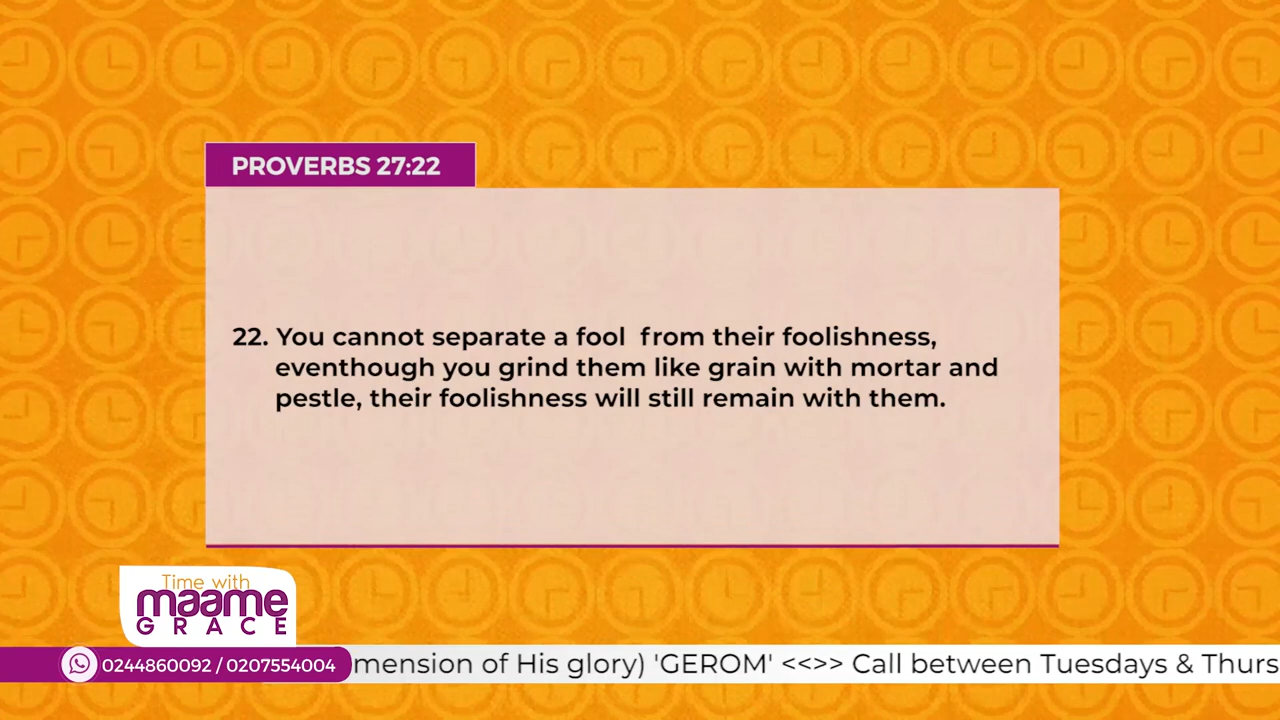 PROVERBS 27:22
22. You cannot separate a fool from their foolishness,
eventhough you grind them like grain with mortar and
pestle, their foolishness will still remain with them.
Time with
maame
GRACE
0244860092 / 0207554004
mension of His glory) 'GEROM' <<>> Call between Tuesdays & Thurs